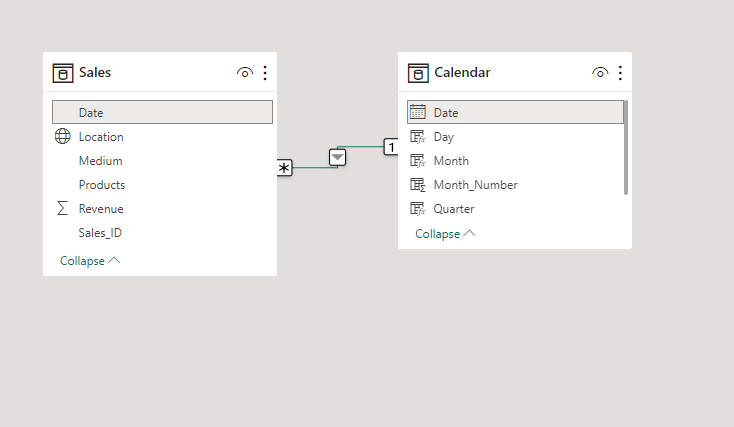 Sales
Date
Location
Medium
Products
Revenue
Sales_ID
Collapse
*
1
Calendar
Date
Day
Month
Month_Number
Quarter
Collapse